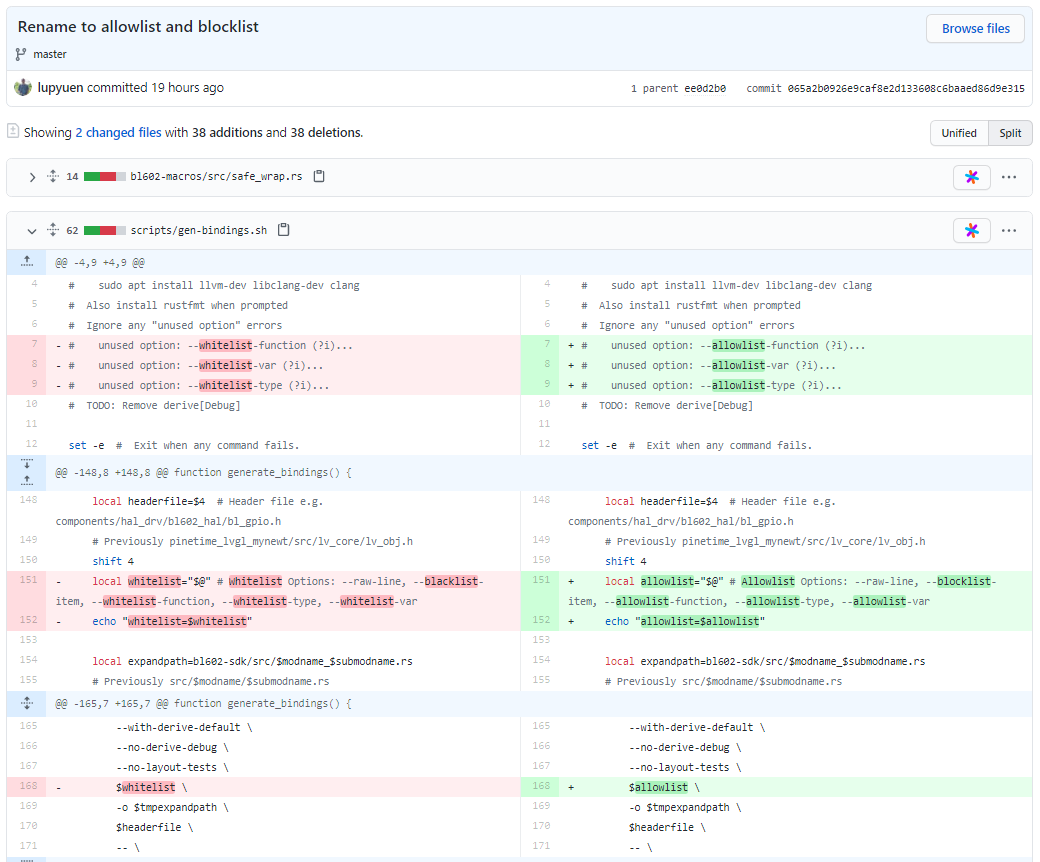 Rename to allowlist and blocklist
Browse files
master
lupyuen committed 19 hours ago
1 parent ee0d2b0 commit 065a2b0926e9caf8e2d133608c6baaed86d9e315
Showing 2 changed files with 38 additions and 38 deletions.
Unified Split
14 bl602-macros/src/safe_wrap.rs
62 scripts/gen-bindings.sh
@@ -4,9 +4,9 @@
4 #    sudo apt install llvm-dev libclang-dev clang 4 #    sudo apt install llvm-dev libclang-dev clang
5 #  Also install rustfmt when prompted 5 #  Also install rustfmt when prompted
6 #  Ignore any "unused option" errors 6 #  Ignore any "unused option" errors
7 - #    unused option: --whitelist-function (?i)... 7 + #    unused option: --allowlist-function (?i)...
8 - #    unused option: --whitelist-var (?i)... 8 + #    unused option: --allowlist-var (?i)...
9 - #    unused option: --whitelist-type (?i)... 9 + #    unused option: --allowlist-type (?i)...
10 #  TODO: Remove derive[Debug] 10 #  TODO: Remove derive[Debug]
11 11
12 set -e  #  Exit when any command fails. 12 set -e  #  Exit when any command fails.
@@ -148,8 +148,8 @@ function generate_bindings() {
148 local headerfile=$4  # Header file e.g. 148 local headerfile=$4  # Header file e.g.
components/hal_drv/bl602_hal/bl_gpio.h components/hal_drv/bl602_hal/bl_gpio.h
149 # Previously pinetime_lvgl_mynewt/src/lv_core/lv_obj.h 149 # Previously pinetime_lvgl_mynewt/src/lv_core/lv_obj.h
150 shift 4 150 shift 4
151 - local whitelist="$@" # Whitelist Options: --raw-line, --blacklist- 151 + local allowlist="$@" # Allowlist Options: --raw-line, --blocklist-
item, --whitelist-function, --whitelist-type, --whitelist-var item, --allowlist-function, --allowlist-type, --allowlist-var
152 - echo "whitelist=$whitelist" 152 + echo "allowlist=$allowlist"
153 153
154 local expandpath=bl602-sdk/src/$modname_$submodname.rs 154 local expandpath=bl602-sdk/src/$modname_$submodname.rs
155 # Previously src/$modname/$submodname.rs 155 # Previously src/$modname/$submodname.rs
@@ -165,7 +165,7 @@ function generate_bindings() {
165 --with-derive-default \ 165 --with-derive-default \
166 --no-derive-debug \ 166 --no-derive-debug \
167 --no-layout-tests \ 167 --no-layout-tests \
168 - $whitelist \ 168 + $allowlist \
169 -o $tmpexpandpath \ 169 -o $tmpexpandpath \
170 $headerfile \ 170 $headerfile \
171 -- \ 171 -- \